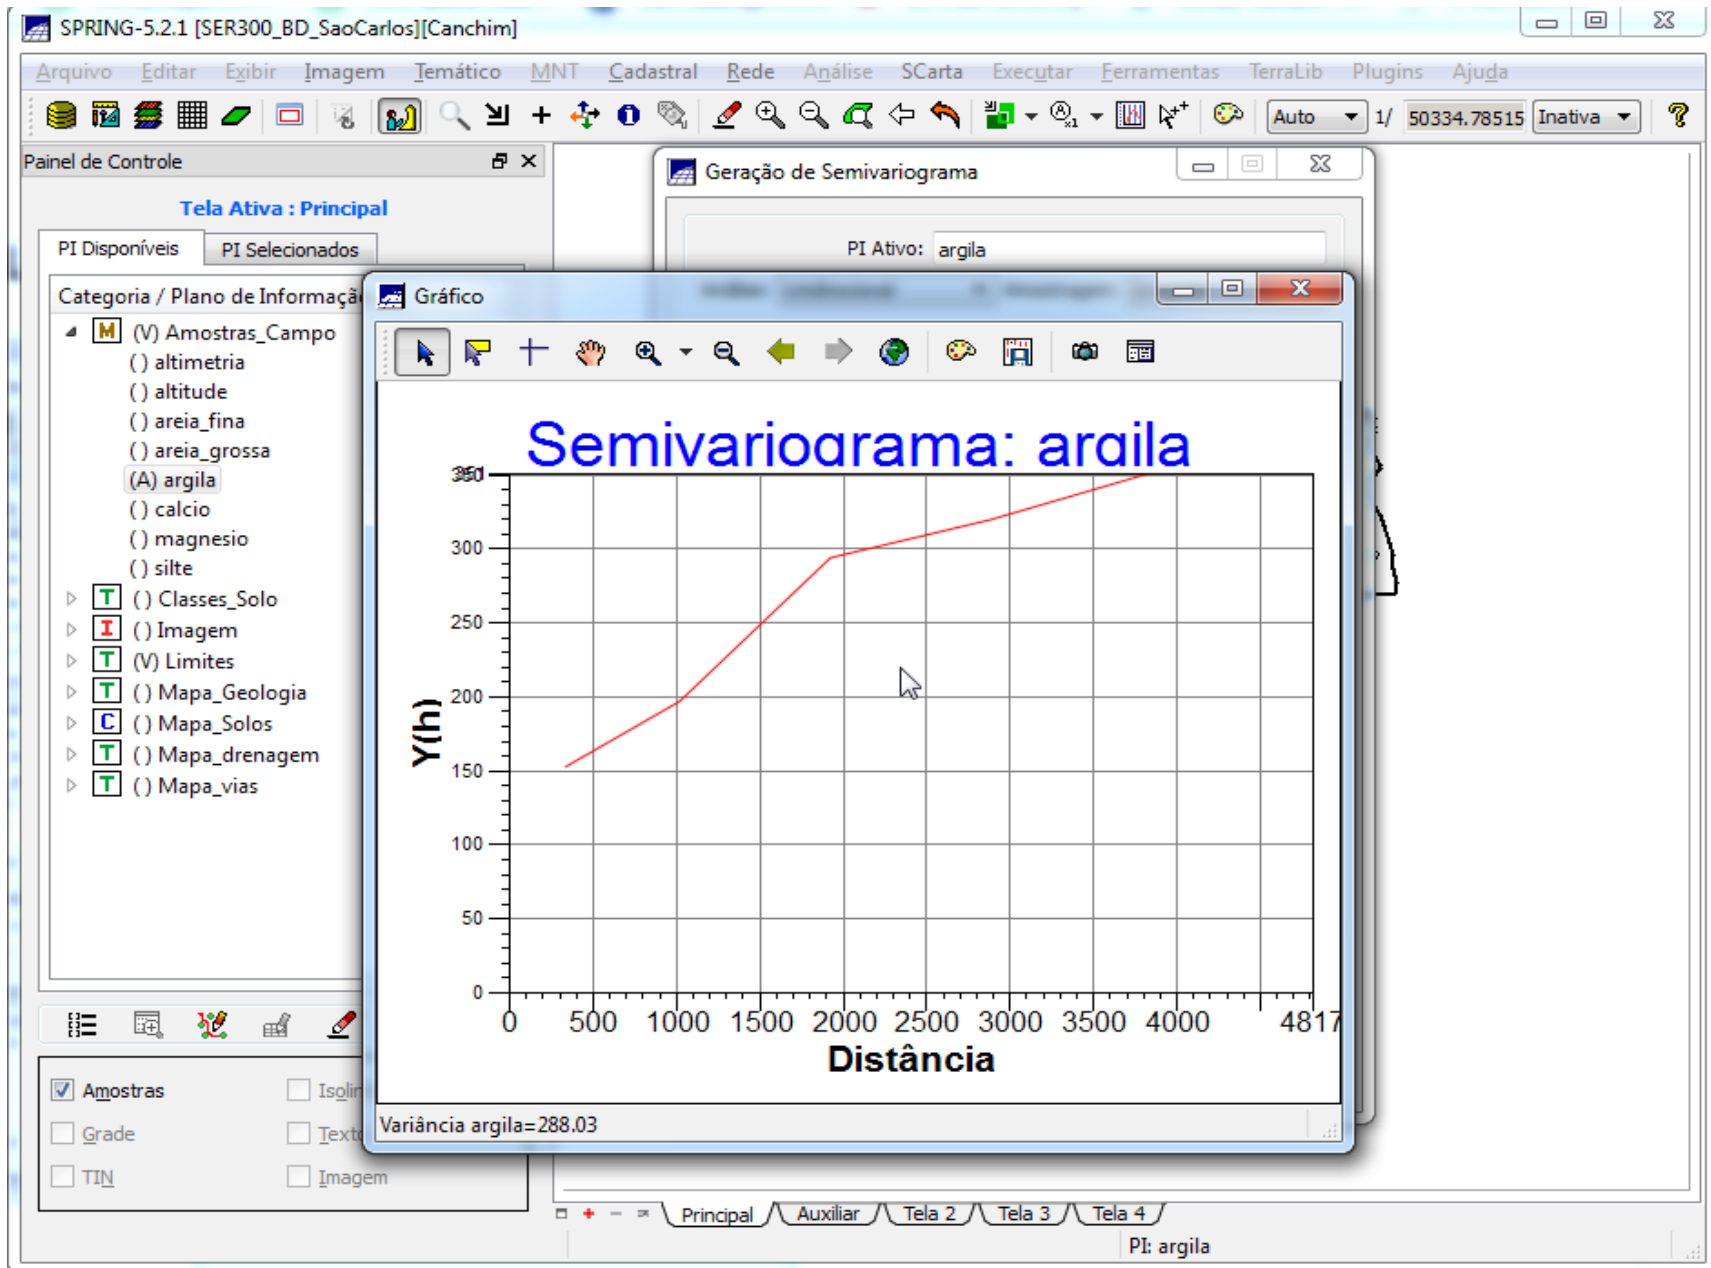 SPRING-5.2.1 [SER300_BD_SaoCarlos][Canchim]
Arquivo Editar Exibir Imagem Temático MNT Cadastral Rede Análise SCarta Executar Ferramentas TerraLib Plugins Ajuda
Auto 1/ 50334.78515 Inativa
Painel de Controle
Tela Ativa : Principal
PI Disponíveis PI Selecionados
Categoria / Plano de Informaçã
M (V) Amostras_Campo
( ) altimetria
( ) altitude
( ) areia_fina
( ) areia_grossa
(A) argila
( ) calcio
( ) magnesio
( ) silte
T ( ) Classes_Solo
I ( ) Imagem
T (V) Limites
T ( ) Mapa_Geologia
C ( ) Mapa_Solos
T ( ) Mapa_drenagem
T ( ) Mapa_vias
Amostras
Grade
Texto
TIN
Imagem
Geração de Semivariograma
PI Ativo: argila
Gráfico
Semivariograma: argila
350
300
250
200
150
100
50
0
Y(h)
0 500 1000 1500 2000 2500 3000 3500 4000 4817
Distância
Variância argila=288.03
Principal Auxiliar Tela 2 Tela 3 Tela 4
PI: argila